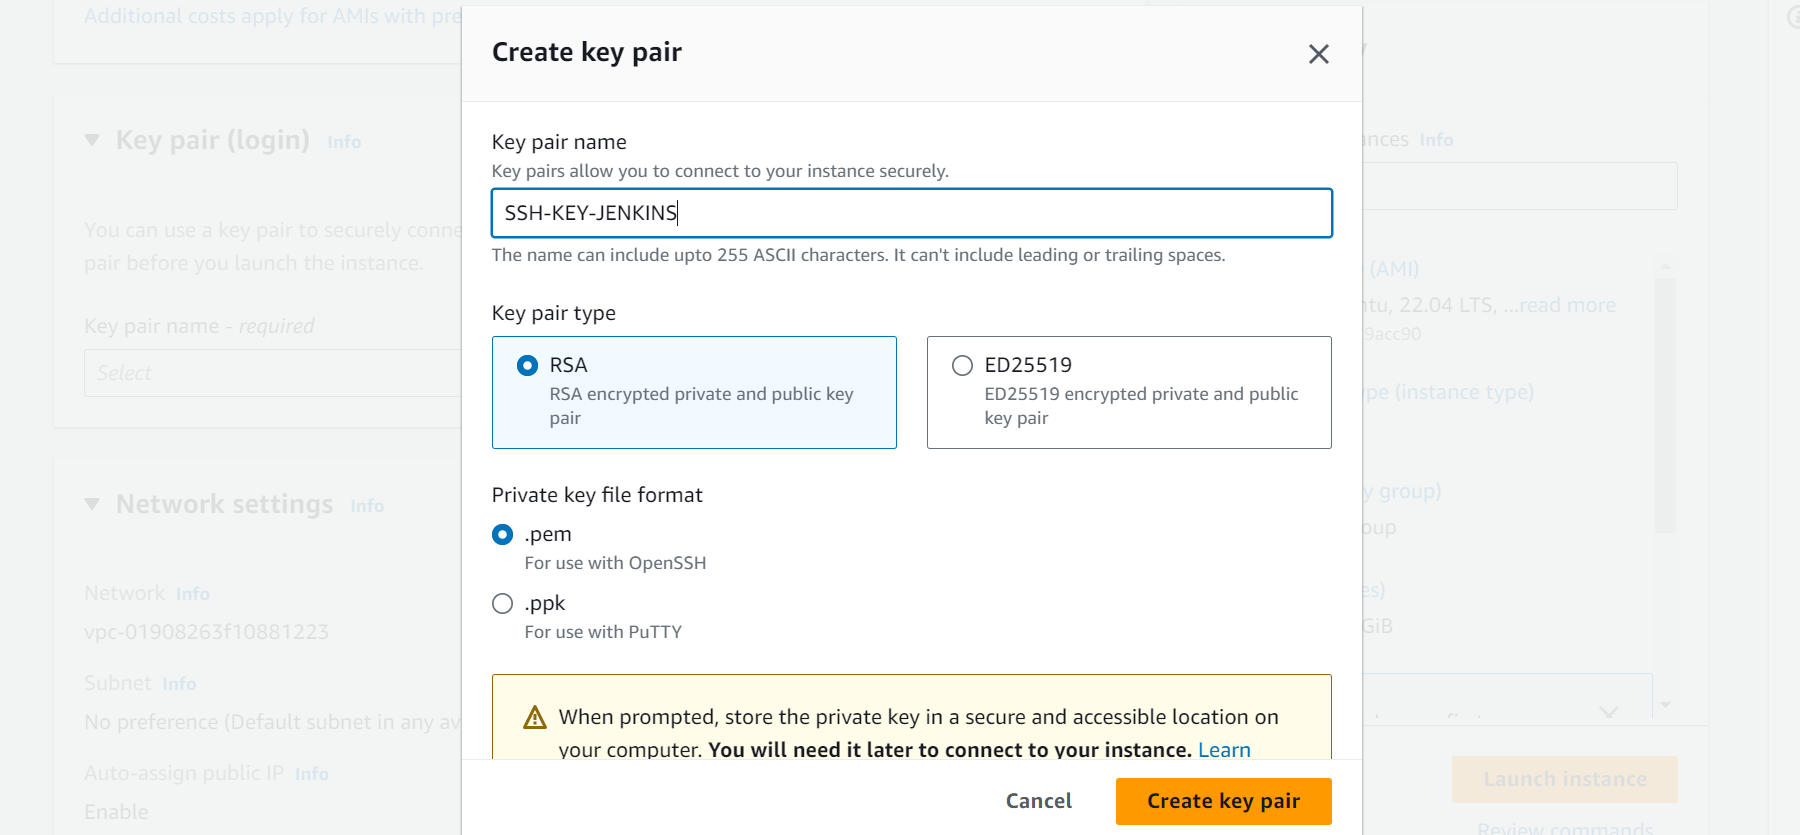 Additional costs apply for AMIs with pre
Create key pair
Key pair (login) Info
You can use a key pair to securely conne
pair before you launch the instance.
Key pair name - required
Select
Network settings Info
Network Info
vpc-01908263f10881223
Subnet Info
No preference (Default subnet in any av
Auto-assign public IP Info
Enable
Key pair name
Key pairs allow you to connect to your instance securely.
SSH-KEY-JENKINS
The name can include upto 255 ASCII characters. It can't include leading or trailing spaces.
Key pair type
RSA
RSA encrypted private and public key
pair
ED25519
ED25519 encrypted private and public
key pair
Private key file format
.pem
For use with OpenSSH
.ppk
For use with PuTTY
When prompted, store the private key in a secure and accessible location on
your computer. You will need it later to connect to your instance. Learn
Cancel
Create key pair
ances Info
(AMI)
ntu, 22.04 LTS, ...read more
9acc90
ype (instance type)
y group)
oup
es)
GiB
Launch instance
Review commands